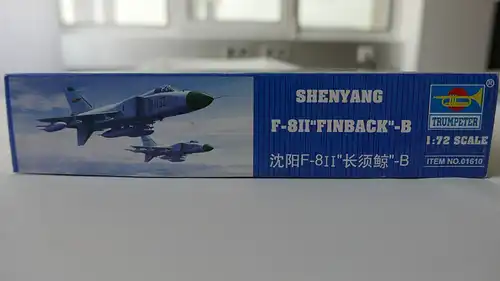 SHENYANG
F-8II"FINBACK"-B
沈阳F-8II"长须鲸"-B
®
TRUMPETER
1:72 SCALE
ITEM NO.01610